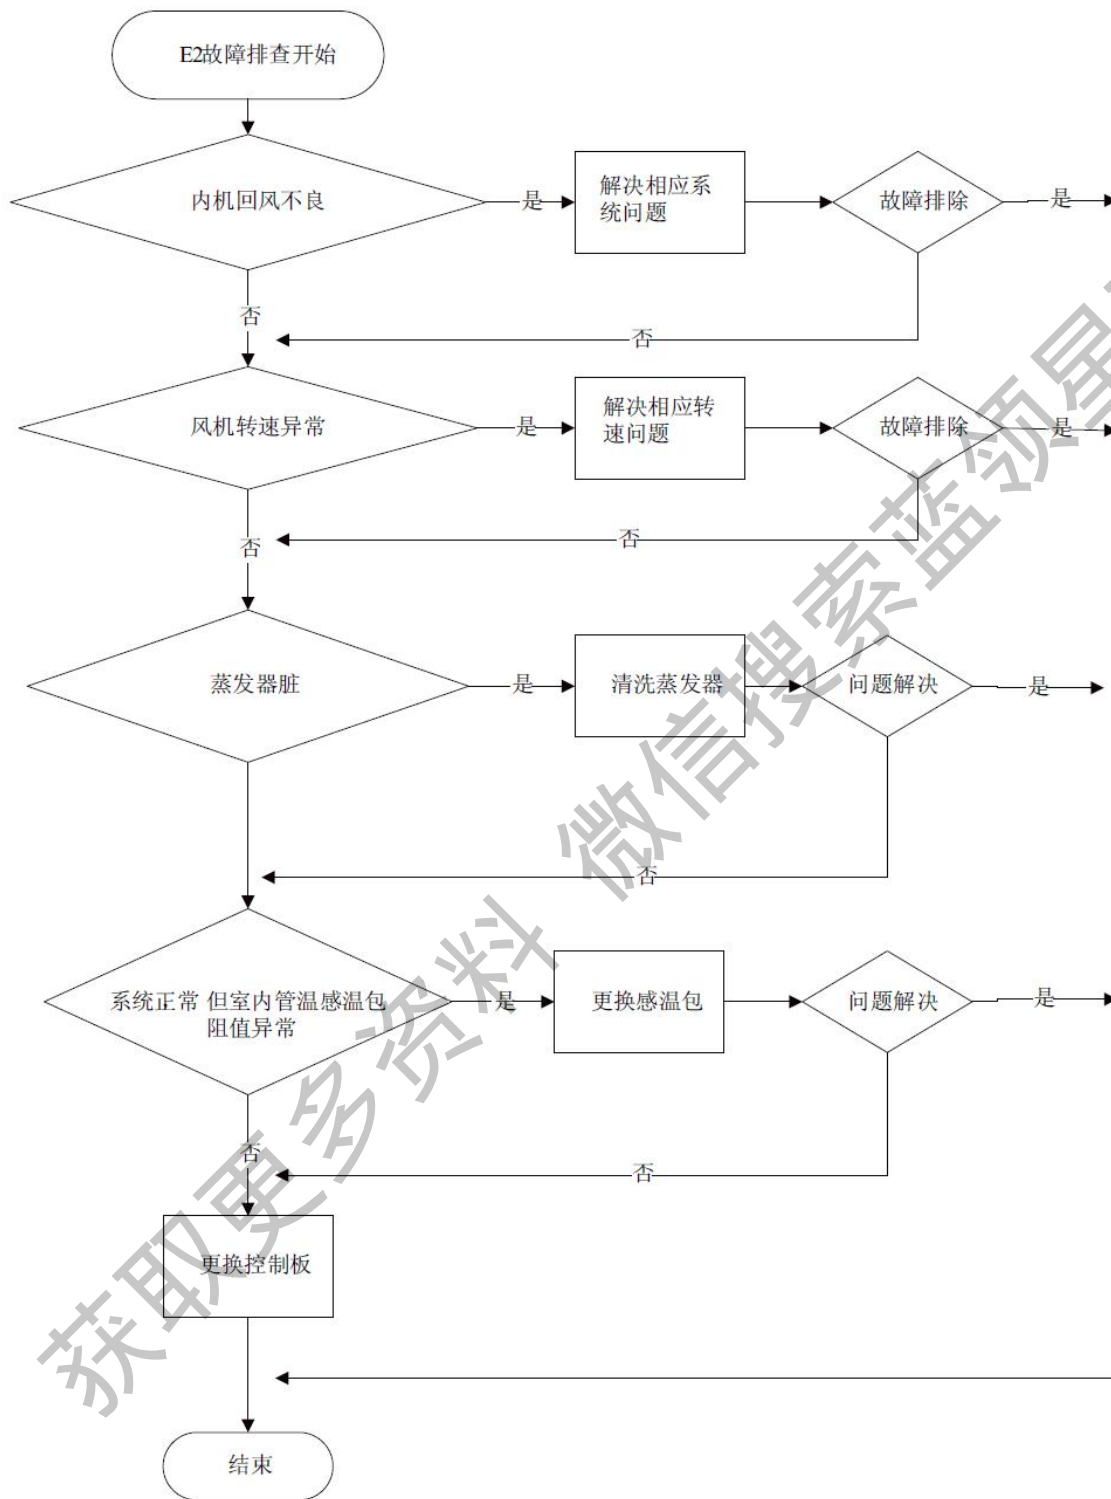 E2故障排查开始
内机回风不良
是
解决相应系
统问题
故障排除
是
否
否
风机转速异常
是
解决相应转
速问题
故障排除
是
否
否
蒸发器脏
是
清洗蒸发器
问题解决
是
否
系统正常 但室内管温感温包
阻值异常
是
更换感温包
问题解决
是
否
否
更换控制板
结束
获取更多资料 微信搜索蓝领星